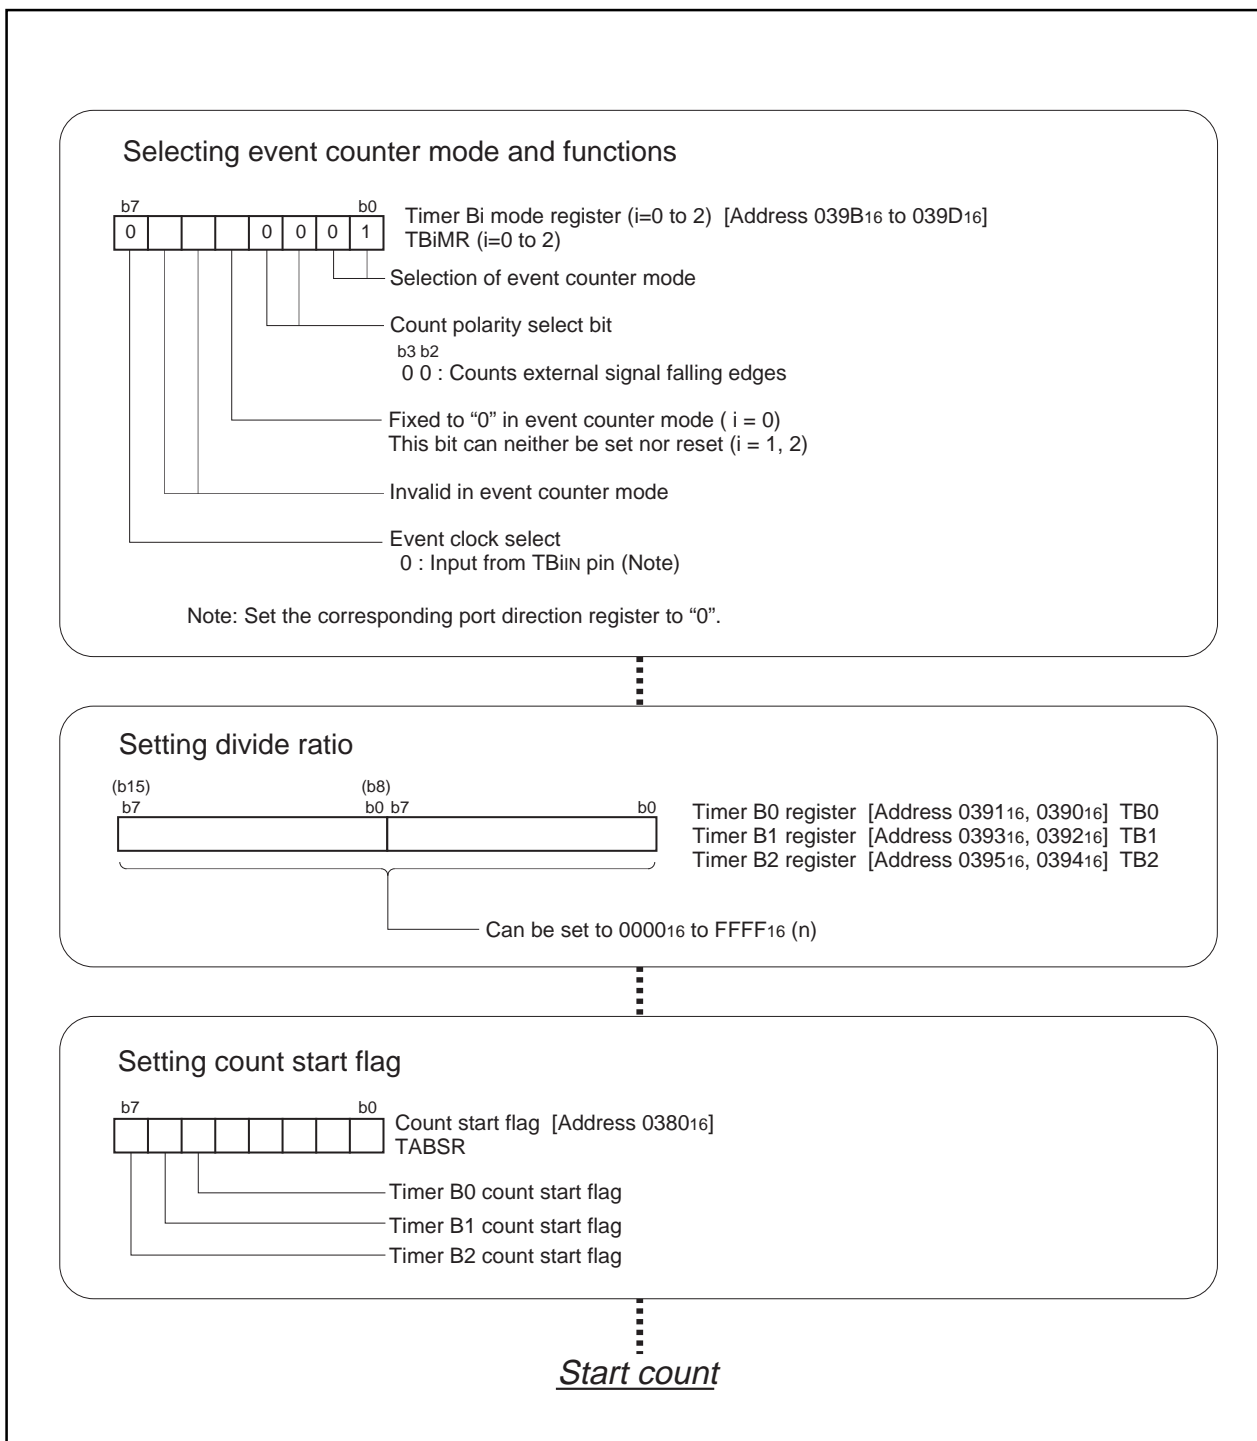 Selecting event counter mode and functions
b7 b0
0 0 0 0 1
Timer Bi mode register (i=0 to 2) [Address 039B16 to 039D16]
TBiMR (i=0 to 2)
Selection of event counter mode
Count polarity select bit
b3 b2
0 0 : Counts external signal falling edges
Fixed to “0” in event counter mode ( i = 0)
This bit can neither be set nor reset (i = 1, 2)
Invalid in event counter mode
Event clock select
0 : Input from TBiIN pin (Note)
Note: Set the corresponding port direction register to “0”.
Setting divide ratio
(b15) (b8)
b7 b0 b7 b0
Timer B0 register [Address 039116, 039016] TB0
Timer B1 register [Address 039316, 039216] TB1
Timer B2 register [Address 039516, 039416] TB2
Can be set to 000016 to FFFF16 (n)
Setting count start flag
b7 b0
Count start flag [Address 038016]
TABSR
Timer B0 count start flag
Timer B1 count start flag
Timer B2 count start flag
Start count